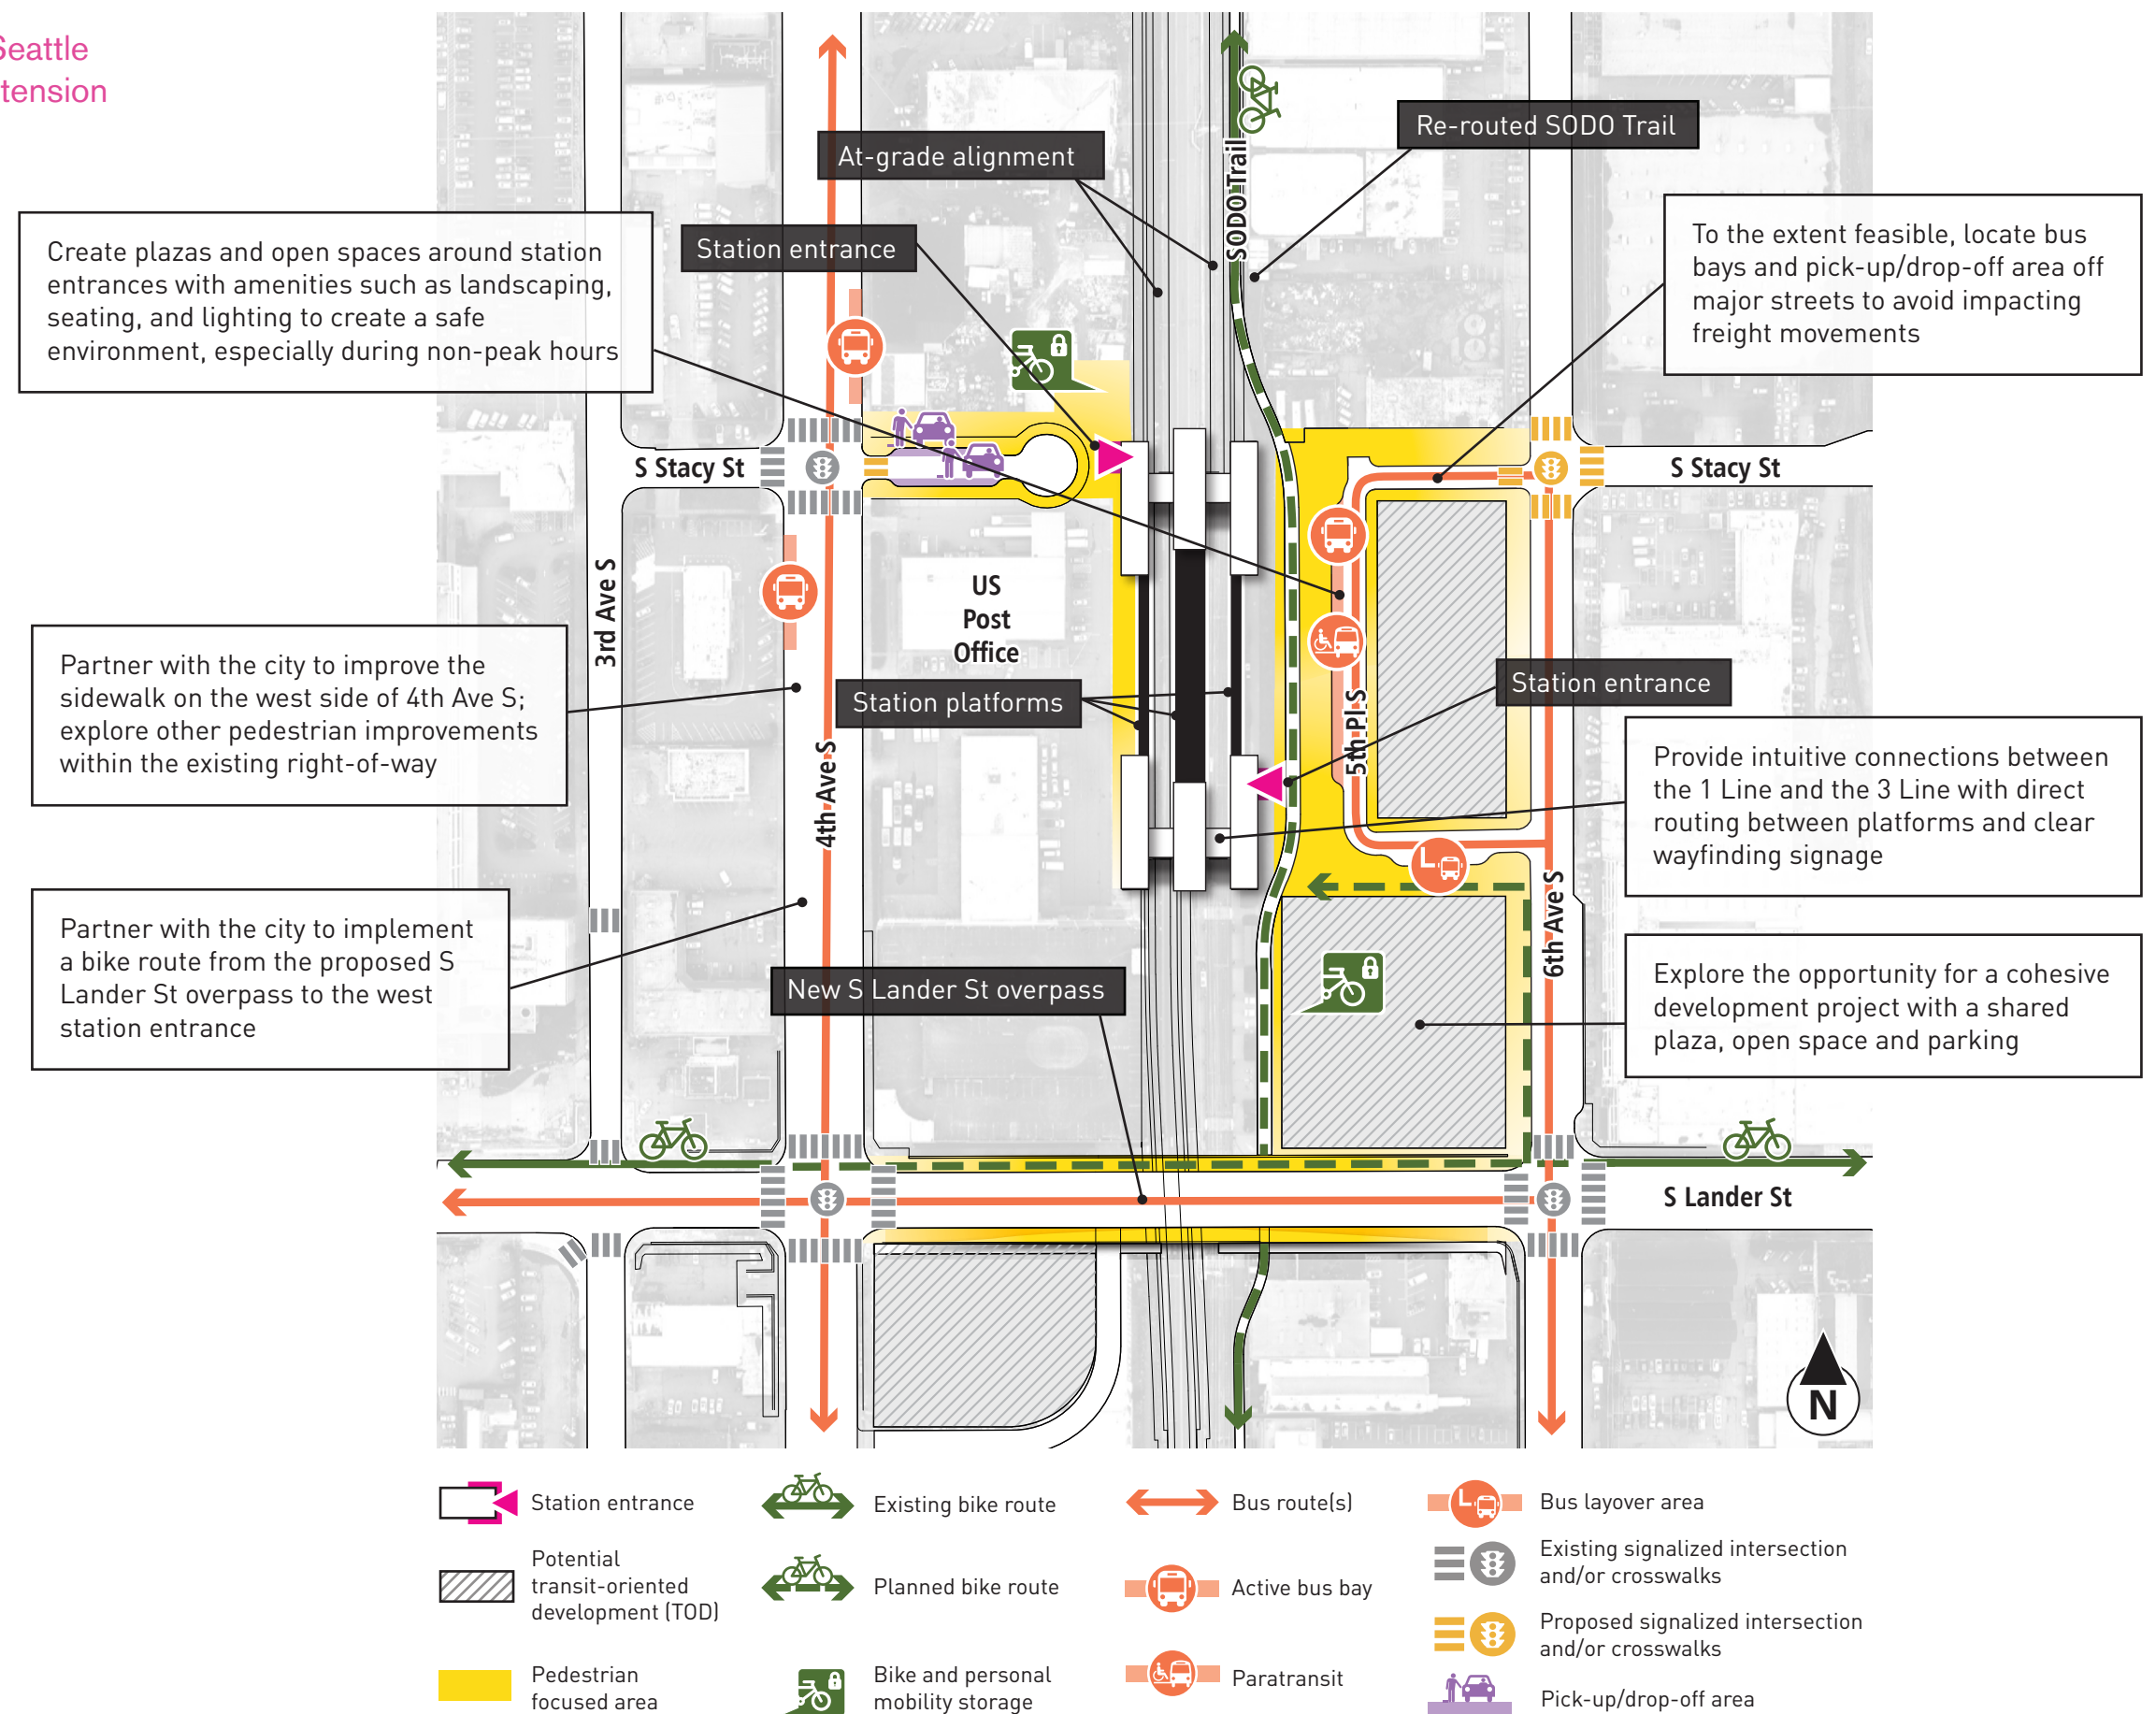 Seattle
tension
At-grade alignment
Re-routed SODO Trail
Station entrance
SODO Trail
Create plazas and open spaces around station
entrances with amenities such as landscaping,
seating, and lighting to create a safe
environment, especially during non-peak hours
To the extent feasible, locate bus
bays and pick-up/drop-off area off
major streets to avoid impacting
freight movements
S Stacy St
S Stacy St
3rd Ave S
US
Post
Office
Partner with the city to improve the
sidewalk on the west side of 4th Ave S;
explore other pedestrian improvements
within the existing right-of-way
Station platforms
4th Ave S
5th Pl S
Station entrance
Provide intuitive connections between
the 1 Line and the 3 Line with direct
routing between platforms and clear
wayfinding signage
L
Partner with the city to implement
a bike route from the proposed S
Lander St overpass to the west
station entrance
New S Lander St overpass
6th Ave S
Explore the opportunity for a cohesive
development project with a shared
plaza, open space and parking
S Lander St
N
Station entrance
Potential
transit-oriented
development (TOD)
Pedestrian
focused area
Existing bike route
Planned bike route
Bike and personal
mobility storage
Bus route(s)
Active bus bay
Paratransit
L
Bus layover area
Existing signalized intersection
and/or crosswalks
Proposed signalized intersection
and/or crosswalks
Pick-up/drop-off area